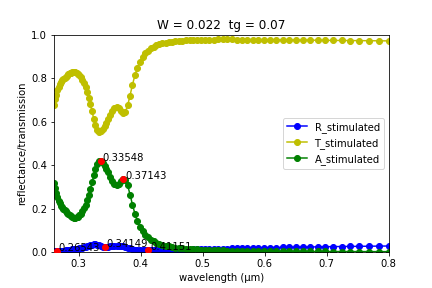 W = 0.022 tg = 0.07
reflectance/transmission
1.0
0.8
0.6
0.4
0.2
0.0
0.33548
0.37143
0.34149
0.41151
R_stimulated
T_stimulated
A_stimulated
0.3
0.4
0.5
0.6
0.7
0.8
wavelength (μm)